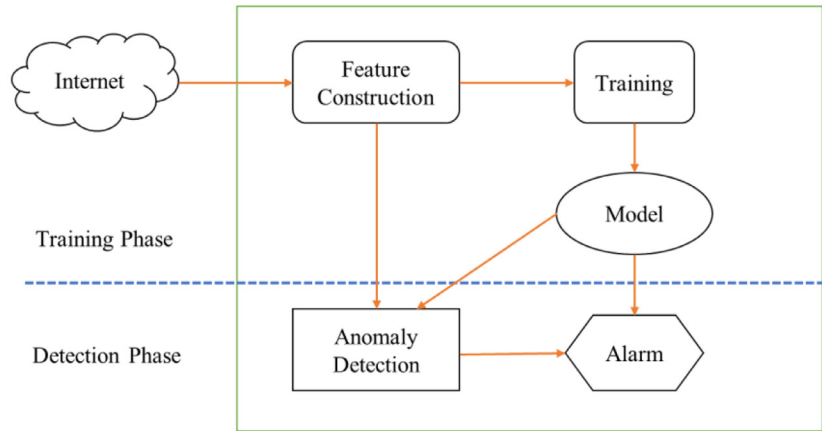 Internet
Feature
Construction
Training
Model
Training Phase
Detection Phase
Anomaly
Detection
Alarm